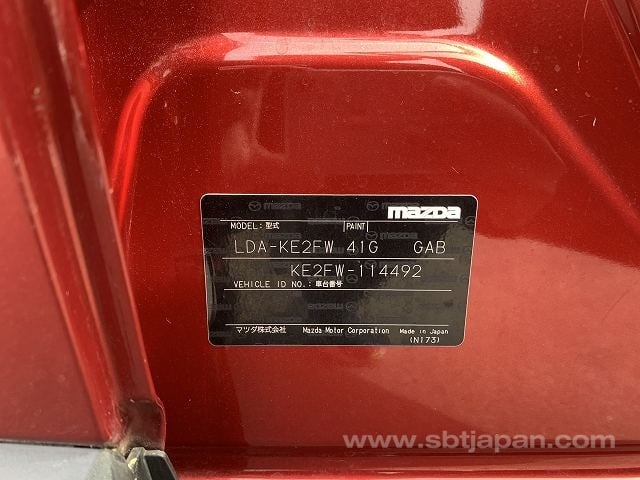 mazda
MODEL: 型式 PAINT
LDA-KE2FW 41G GAB
KE2FW-114492
VEHICLE ID NO.: 車台番号
マツダ株式会社 Mazda Motor Corporation Made in Japan
(N173)
www.sbtjapan.com